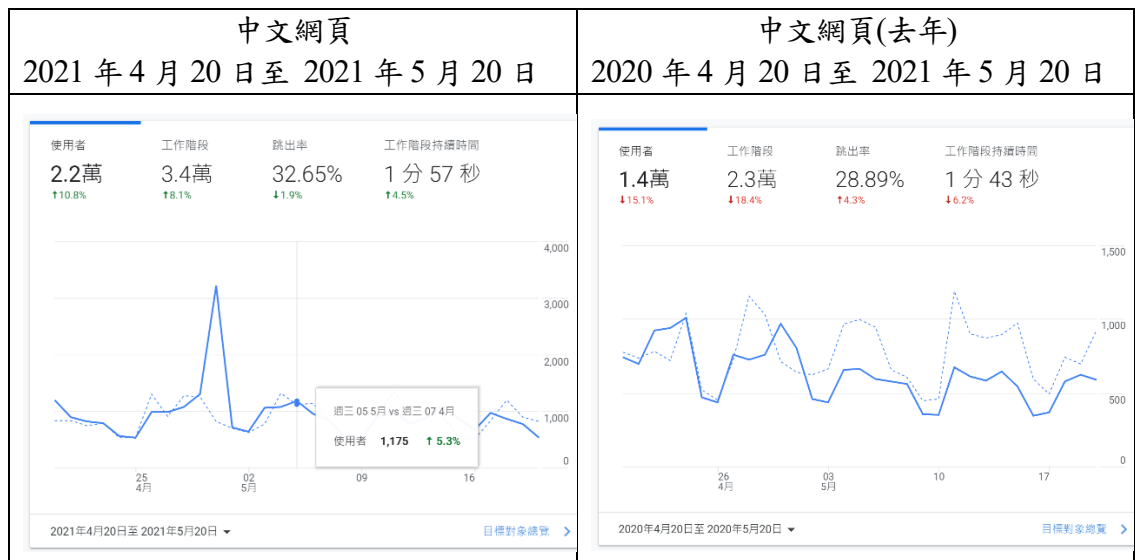 中文網頁
2021 年 4 月 20 日至 2021 年 5 月 20 日
中文網頁(去年)
2020 年 4 月 20 日至 2021 年 5 月 20 日
使用者 工作階段 跳出率 工作階段持續時間
2.2萬 3.4萬 32.65% 1 分 57 秒
↑10.8% ↑8.1% ↓1.9% ↑4.5%
4,000
3,000
2,000
1,000
0
週三 05 5月 vs 週三 07 4月
使用者 1,175 ↑ 5.3%
25 02 09 16
4月 5月
2021年4月20日至 2021年5月20日
目標對象總覽
使用者 工作階段 跳出率 工作階段持續時間
1.4萬 2.3萬 28.89% 1 分 43 秒
↓15.1% ↓18.4% ↑4.3% ↓6.2%
1,500
1,000
500
0
26 03 10 17
4月 5月
2020年4月20日至 2020年5月20日
目標對象總覽